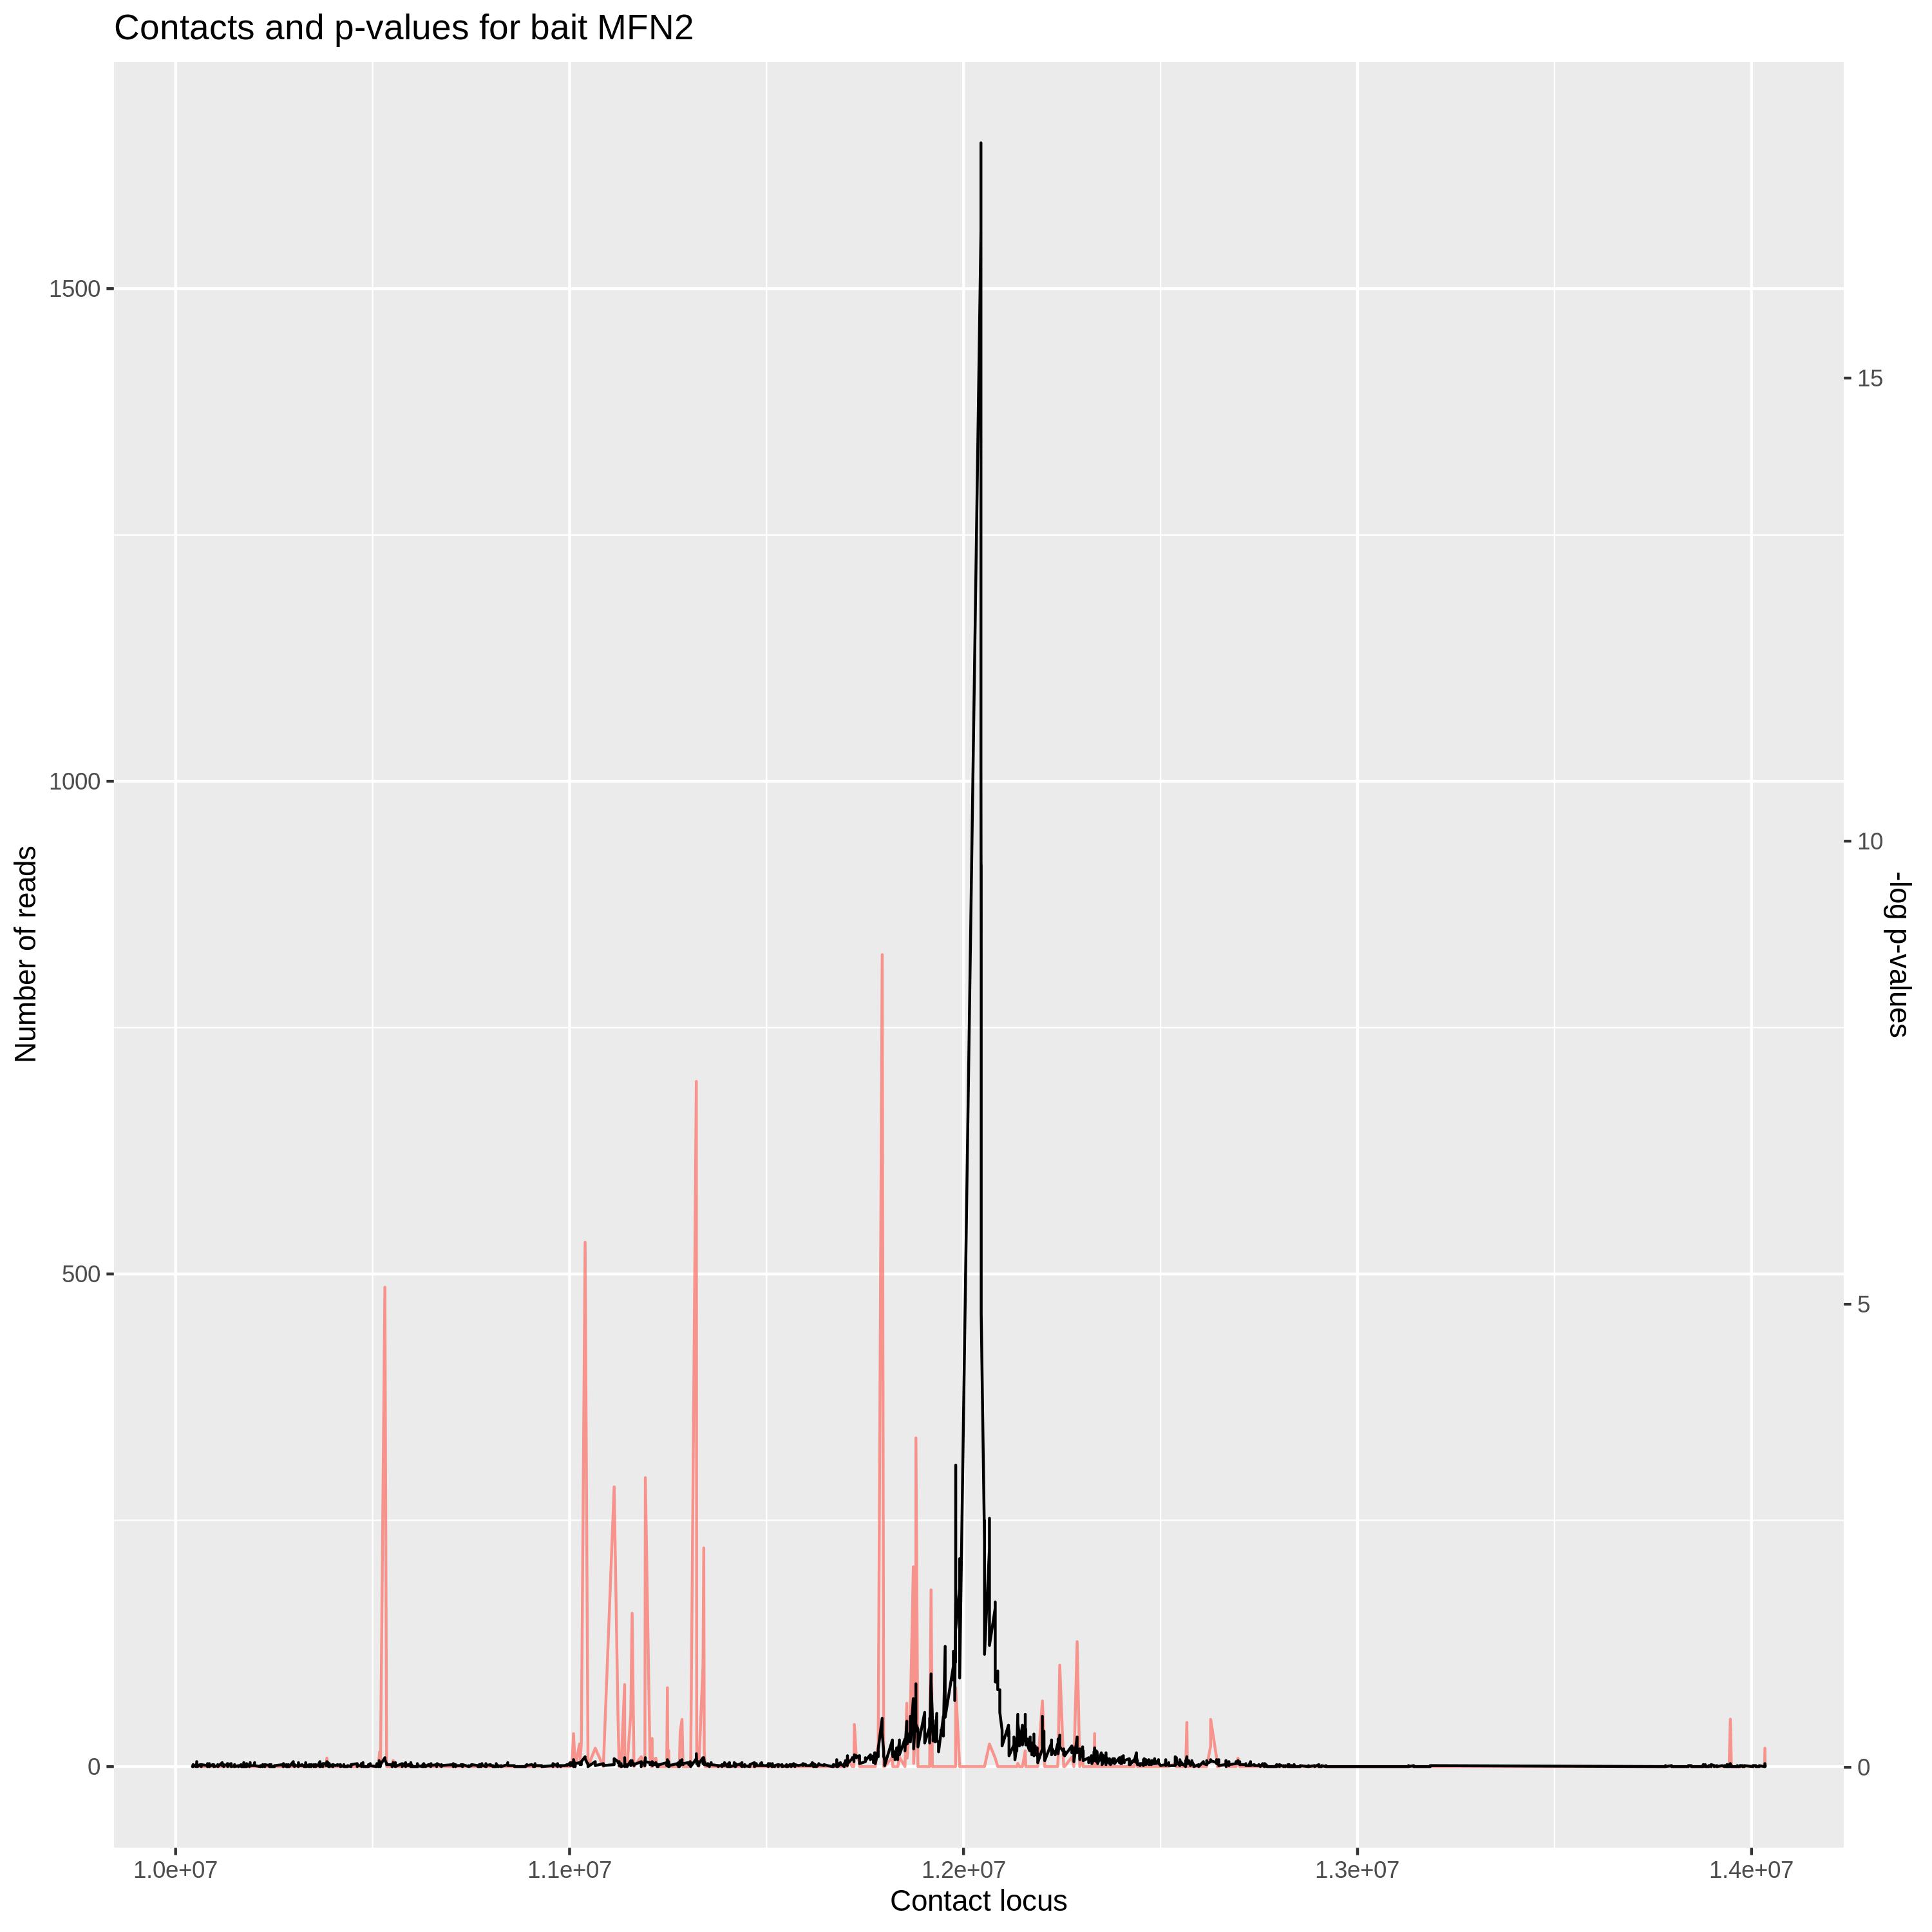 Contacts and p-values for bait MFN2
Number of reads
1500
1000
500
0
15
10
5
0
-log p-values
1.0e+07
1.1e+07
1.2e+07
1.3e+07
1.4e+07
Contact locus